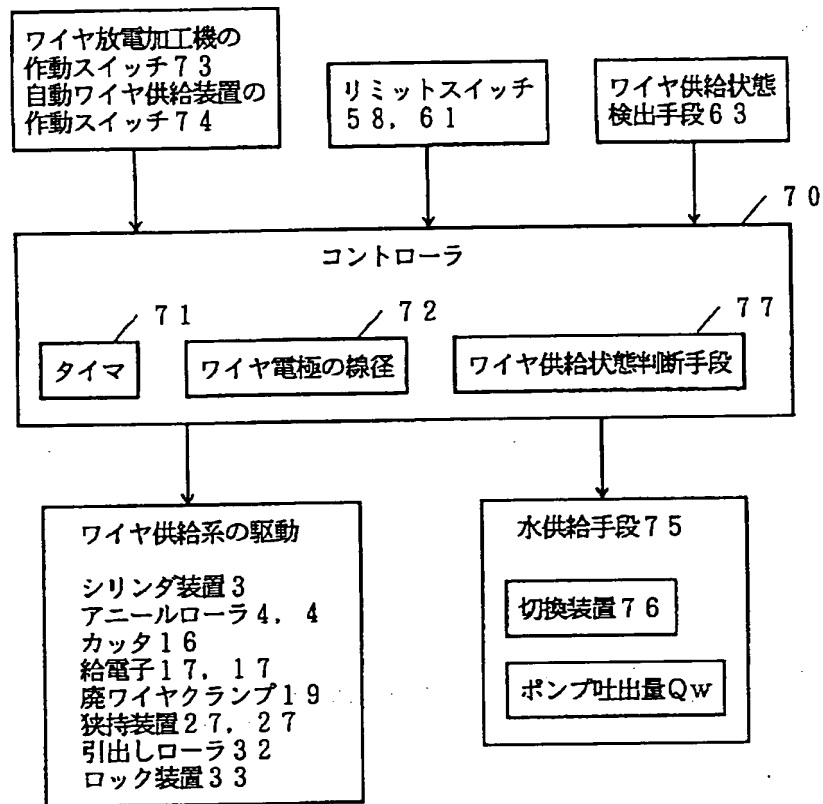 ワイヤ放電加工機の
作動スイッチ73
自動ワイヤ供給装置の
作動スイッチ74
リミットスイッチ
58，61
ワイヤ供給状態
検出手段63
70
コントローラ
71
タイマ
72
ワイヤ電極の線径
77
ワイヤ供給状態判断手段
ワイヤ供給系の駆動
シリンダ装置3
アニールローラ4，4
カッタ16
給電子17，17
廃ワイヤクランプ19
狭持装置27，27
引出しローラ32
ロック装置33
水供給手段75
切換装置76
ポンプ吐出量Qw